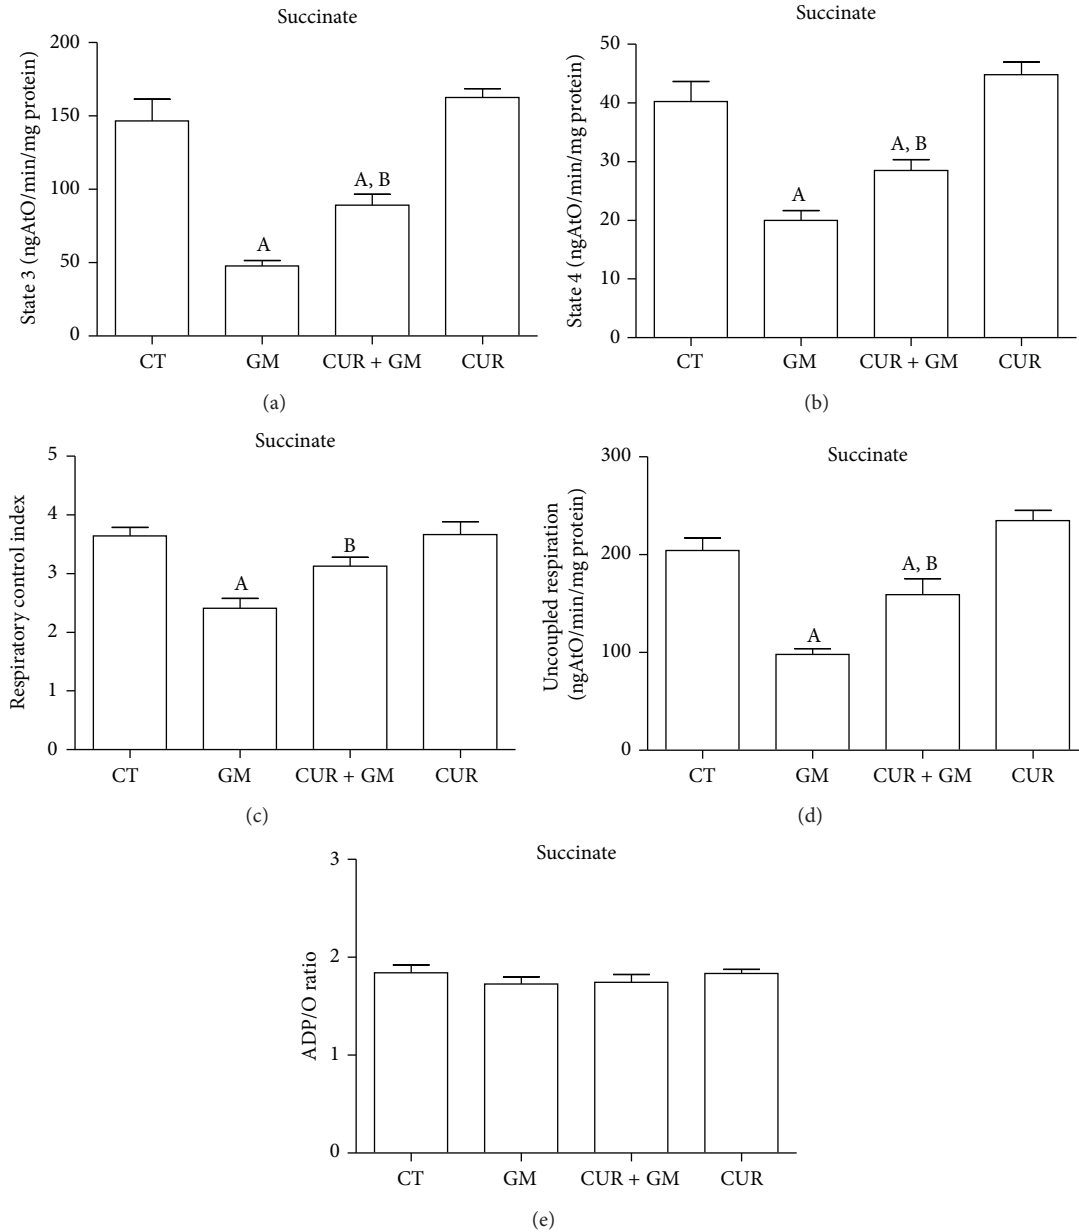 Succinate
State 3 (ngAtO/min/mg protein)
200
150
100
50
0
A
A, B
CT GM CUR + GM CUR
(a)
Succinate
State 4 (ngAtO/min/mg protein)
50
40
30
20
10
0
A
A, B
CT GM CUR + GM CUR
(b)
Succinate
Respiratory control index
5
4
3
2
1
0
A
B
CT GM CUR + GM CUR
(c)
Succinate
Uncoupled respiration
(ngAtO/min/mg protein)
300
200
100
0
A
A, B
CT GM CUR + GM CUR
(d)
Succinate
ADP/O ratio
3
2
1
0
CT GM CUR + GM CUR
(e)